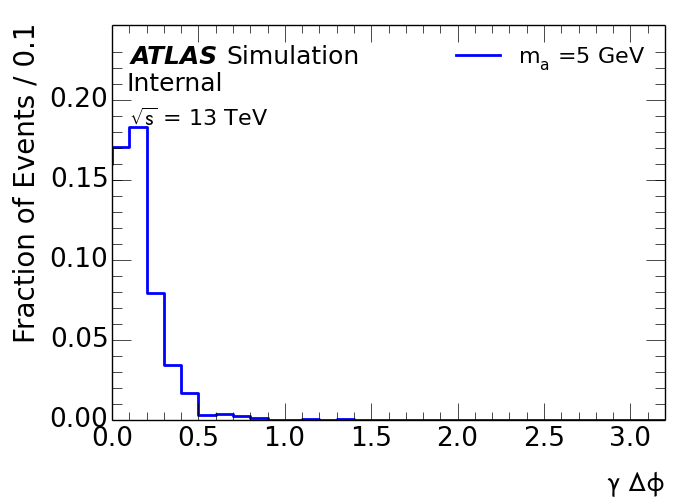 ATLAS Simulation
Internal
√s = 13 TeV
m_a =5 GeV
Fraction of Events / 0.1
0.20
0.15
0.10
0.05
0.00
0.0 0.5 1.0 1.5 2.0 2.5 3.0
γ Δϕ